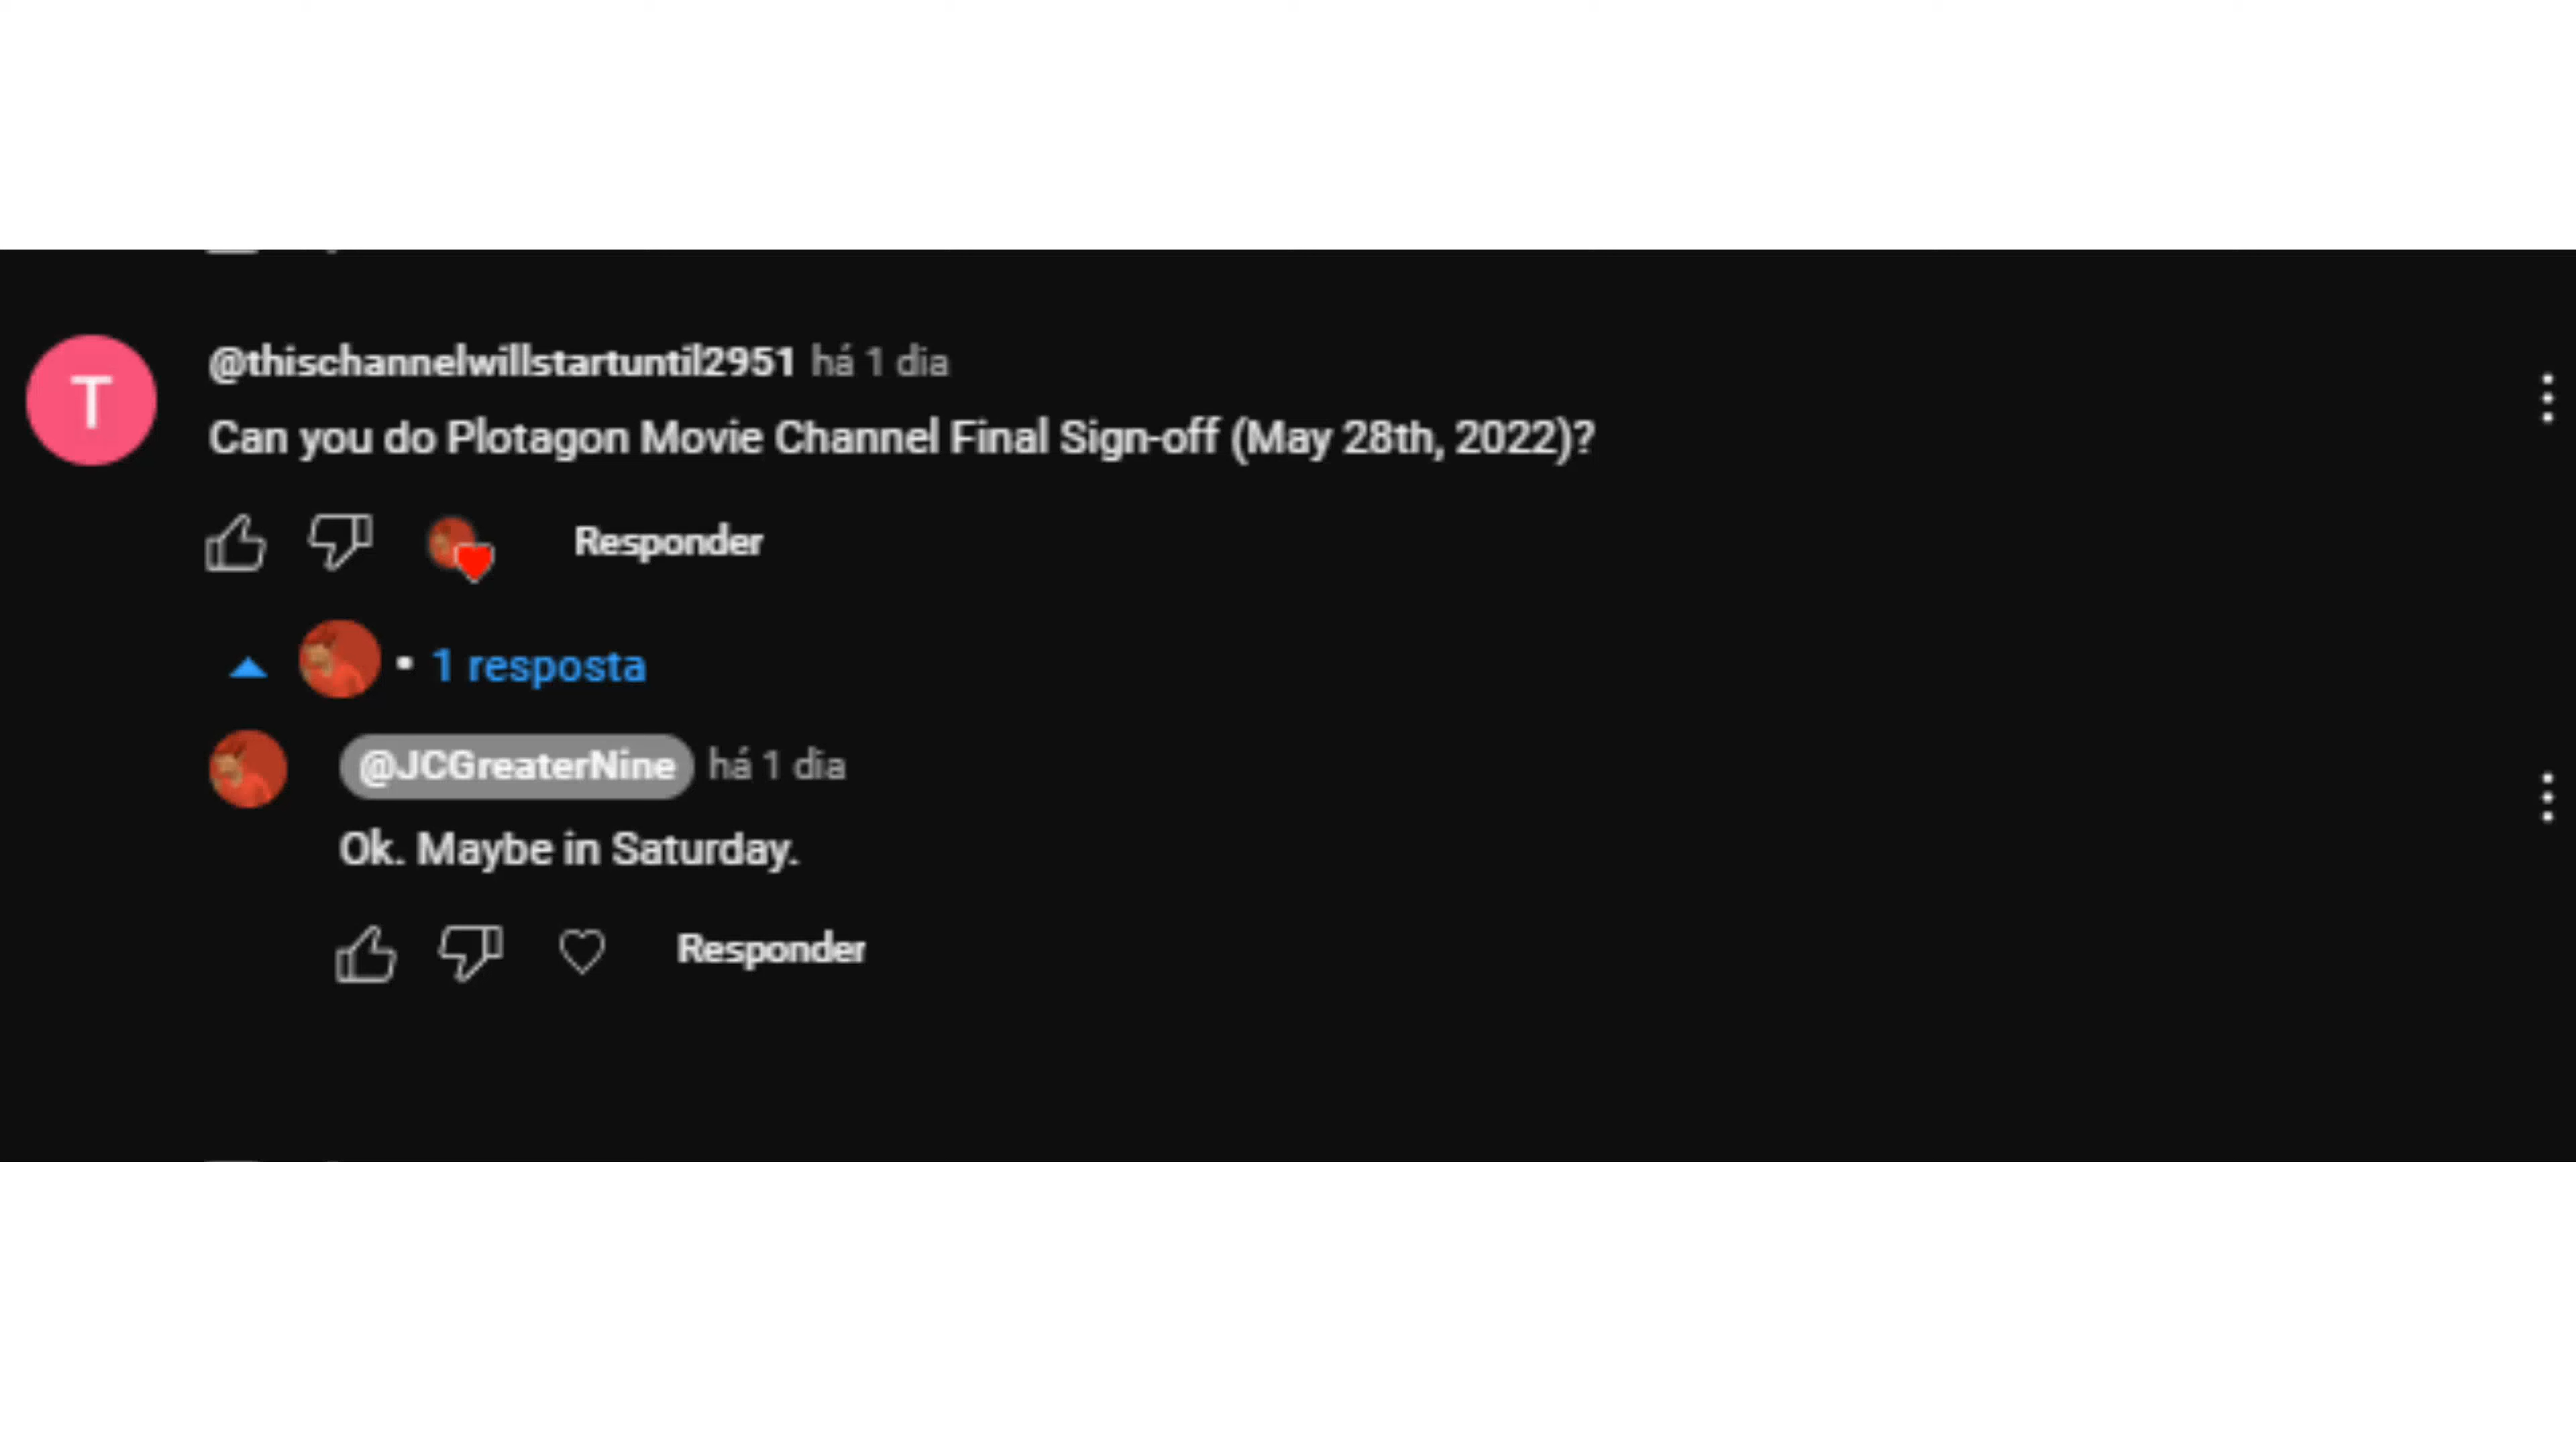 T
@thischannelwillstartuntil2951 há 1 dia
Can you do Plotagon Movie Channel Final Sign-off (May 28th, 2022)?
Responder
1 resposta
@JCGreaterNine há 1 dia
Ok. Maybe in Saturday.
Responder